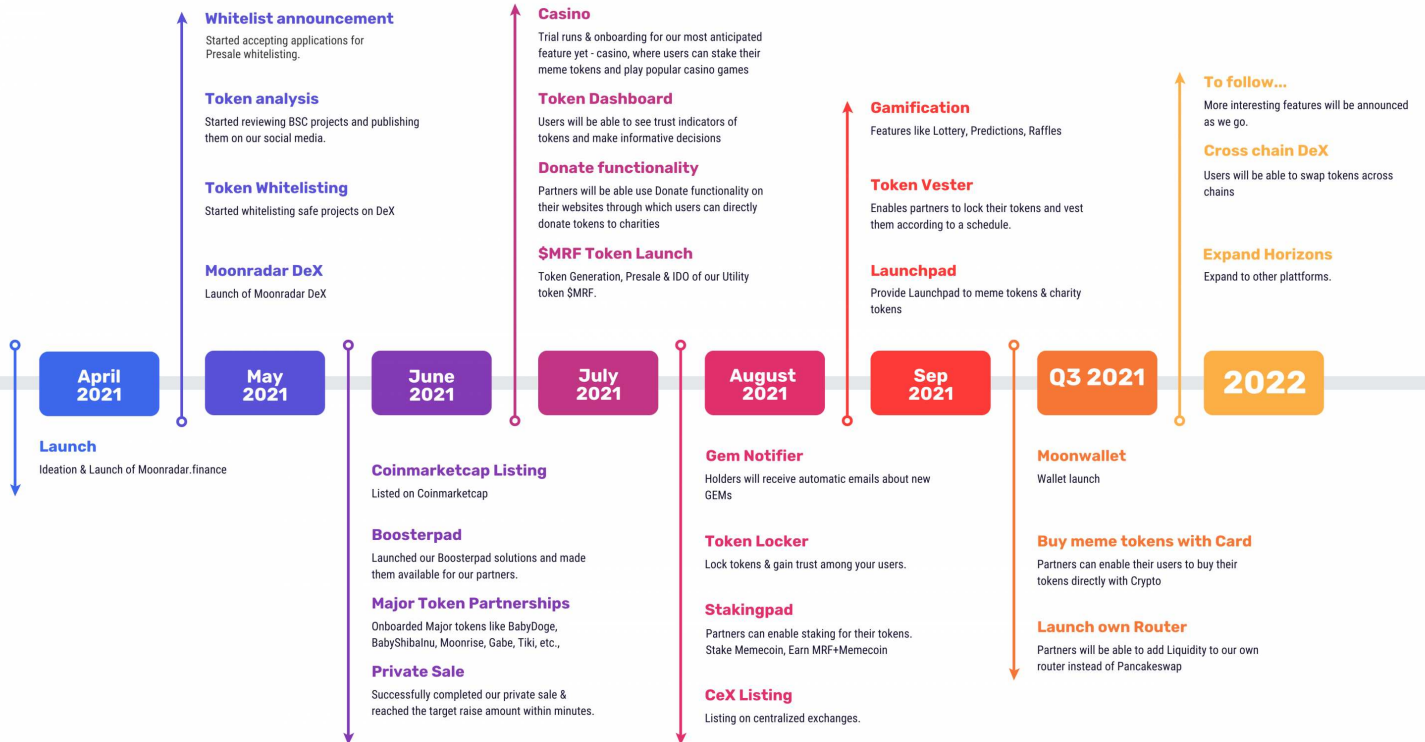 Whitelist announcement
Started accepting applications for
Presale whitelisting.
Token analysis
Started reviewing BSC projects and publishing
them on our social media.
Token Whitelisting
Started whitelisting safe projects on DeX
Moonradar DeX
Launch of Moonradar DeX
Casino
Trial runs & onboarding for our most anticipated
feature yet - casino, where users can stake their
meme tokens and play popular casino games
Token Dashboard
Users will be able to see trust indicators of
tokens and make informative decisions
Donate functionality
Partners will be able use Donate functionality on
their websites through which users can directly
donate tokens to charities
$MRF Token Launch
Token Generation, Presale & IDO of our Utility
token $MRF.
Gamification
Features like Lottery, Predictions, Raffles
Token Vester
Enables partners to lock their tokens and vest
them according to a schedule.
Launchpad
Provide Launchpad to meme tokens & charity
tokens
To follow...
More interesting features will be announced
as we go.
Cross chain DeX
Users will be able to swap tokens across
chains
Expand Horizons
Expand to other plattforms.
April
2021
May
2021
June
2021
July
2021
August
2021
Sep
2021
Q3 2021
2022
Launch
Ideation & Launch of Moonradar.finance
Coinmarketcap Listing
Listed on Coinmarketcap
Boosterpad
Launched our Boosterpad solutions and made
them available for our partners.
Major Token Partnerships
Onboarded Major tokens like BabyDoge,
BabyShibaInu, Moonrise, Gabe, Tiki, etc.,
Private Sale
Successfully completed our private sale &
reached the target raise amount within minutes.
Gem Notifier
Holders will receive automatic emails about new
GEMs
Token Locker
Lock tokens & gain trust among your users.
Stakingpad
Partners can enable staking for their tokens.
Stake Memecoin, Earn MRF+Memecoin
CeX Listing
Listing on centralized exchanges.
Moonwallet
Wallet launch
Buy meme tokens with Card
Partners can enable their users to buy their
tokens directly with Crypto
Launch own Router
Partners will be able to add Liquidity to our own
router instead of Pancakeswap